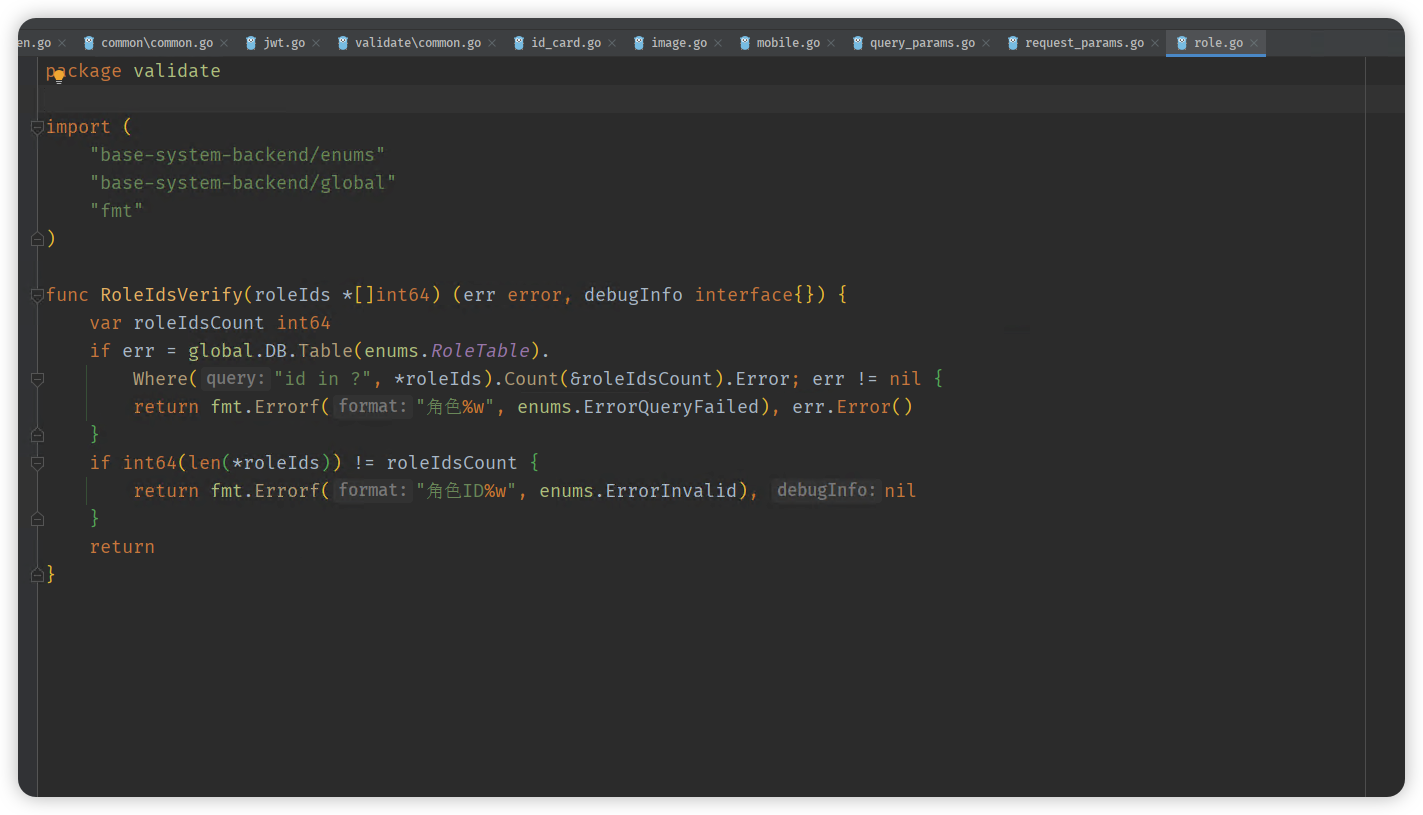 en.go common\common.go jwt.go validate\common.go id_card.go image.go mobile.go query_params.go request_params.go role.go
package validate
import (
"base-system-backend/enums"
"base-system-backend/global"
"fmt"
)
func RoleIdsVerify(roleIds *[]int64) (err error, debugInfo interface{}) {
var roleIdsCount int64
if err = global.DB.Table(enums.RoleTable).
Where( query: "id in ?", *roleIds).Count(&roleIdsCount).Error; err != nil {
return fmt.Errorf( format: "角色%w", enums.ErrorQueryFailed), err.Error()
}
if int64(len(*roleIds)) != roleIdsCount {
return fmt.Errorf( format: "角色ID%w", enums.ErrorInvalid), debugInfo: nil
}
return
}